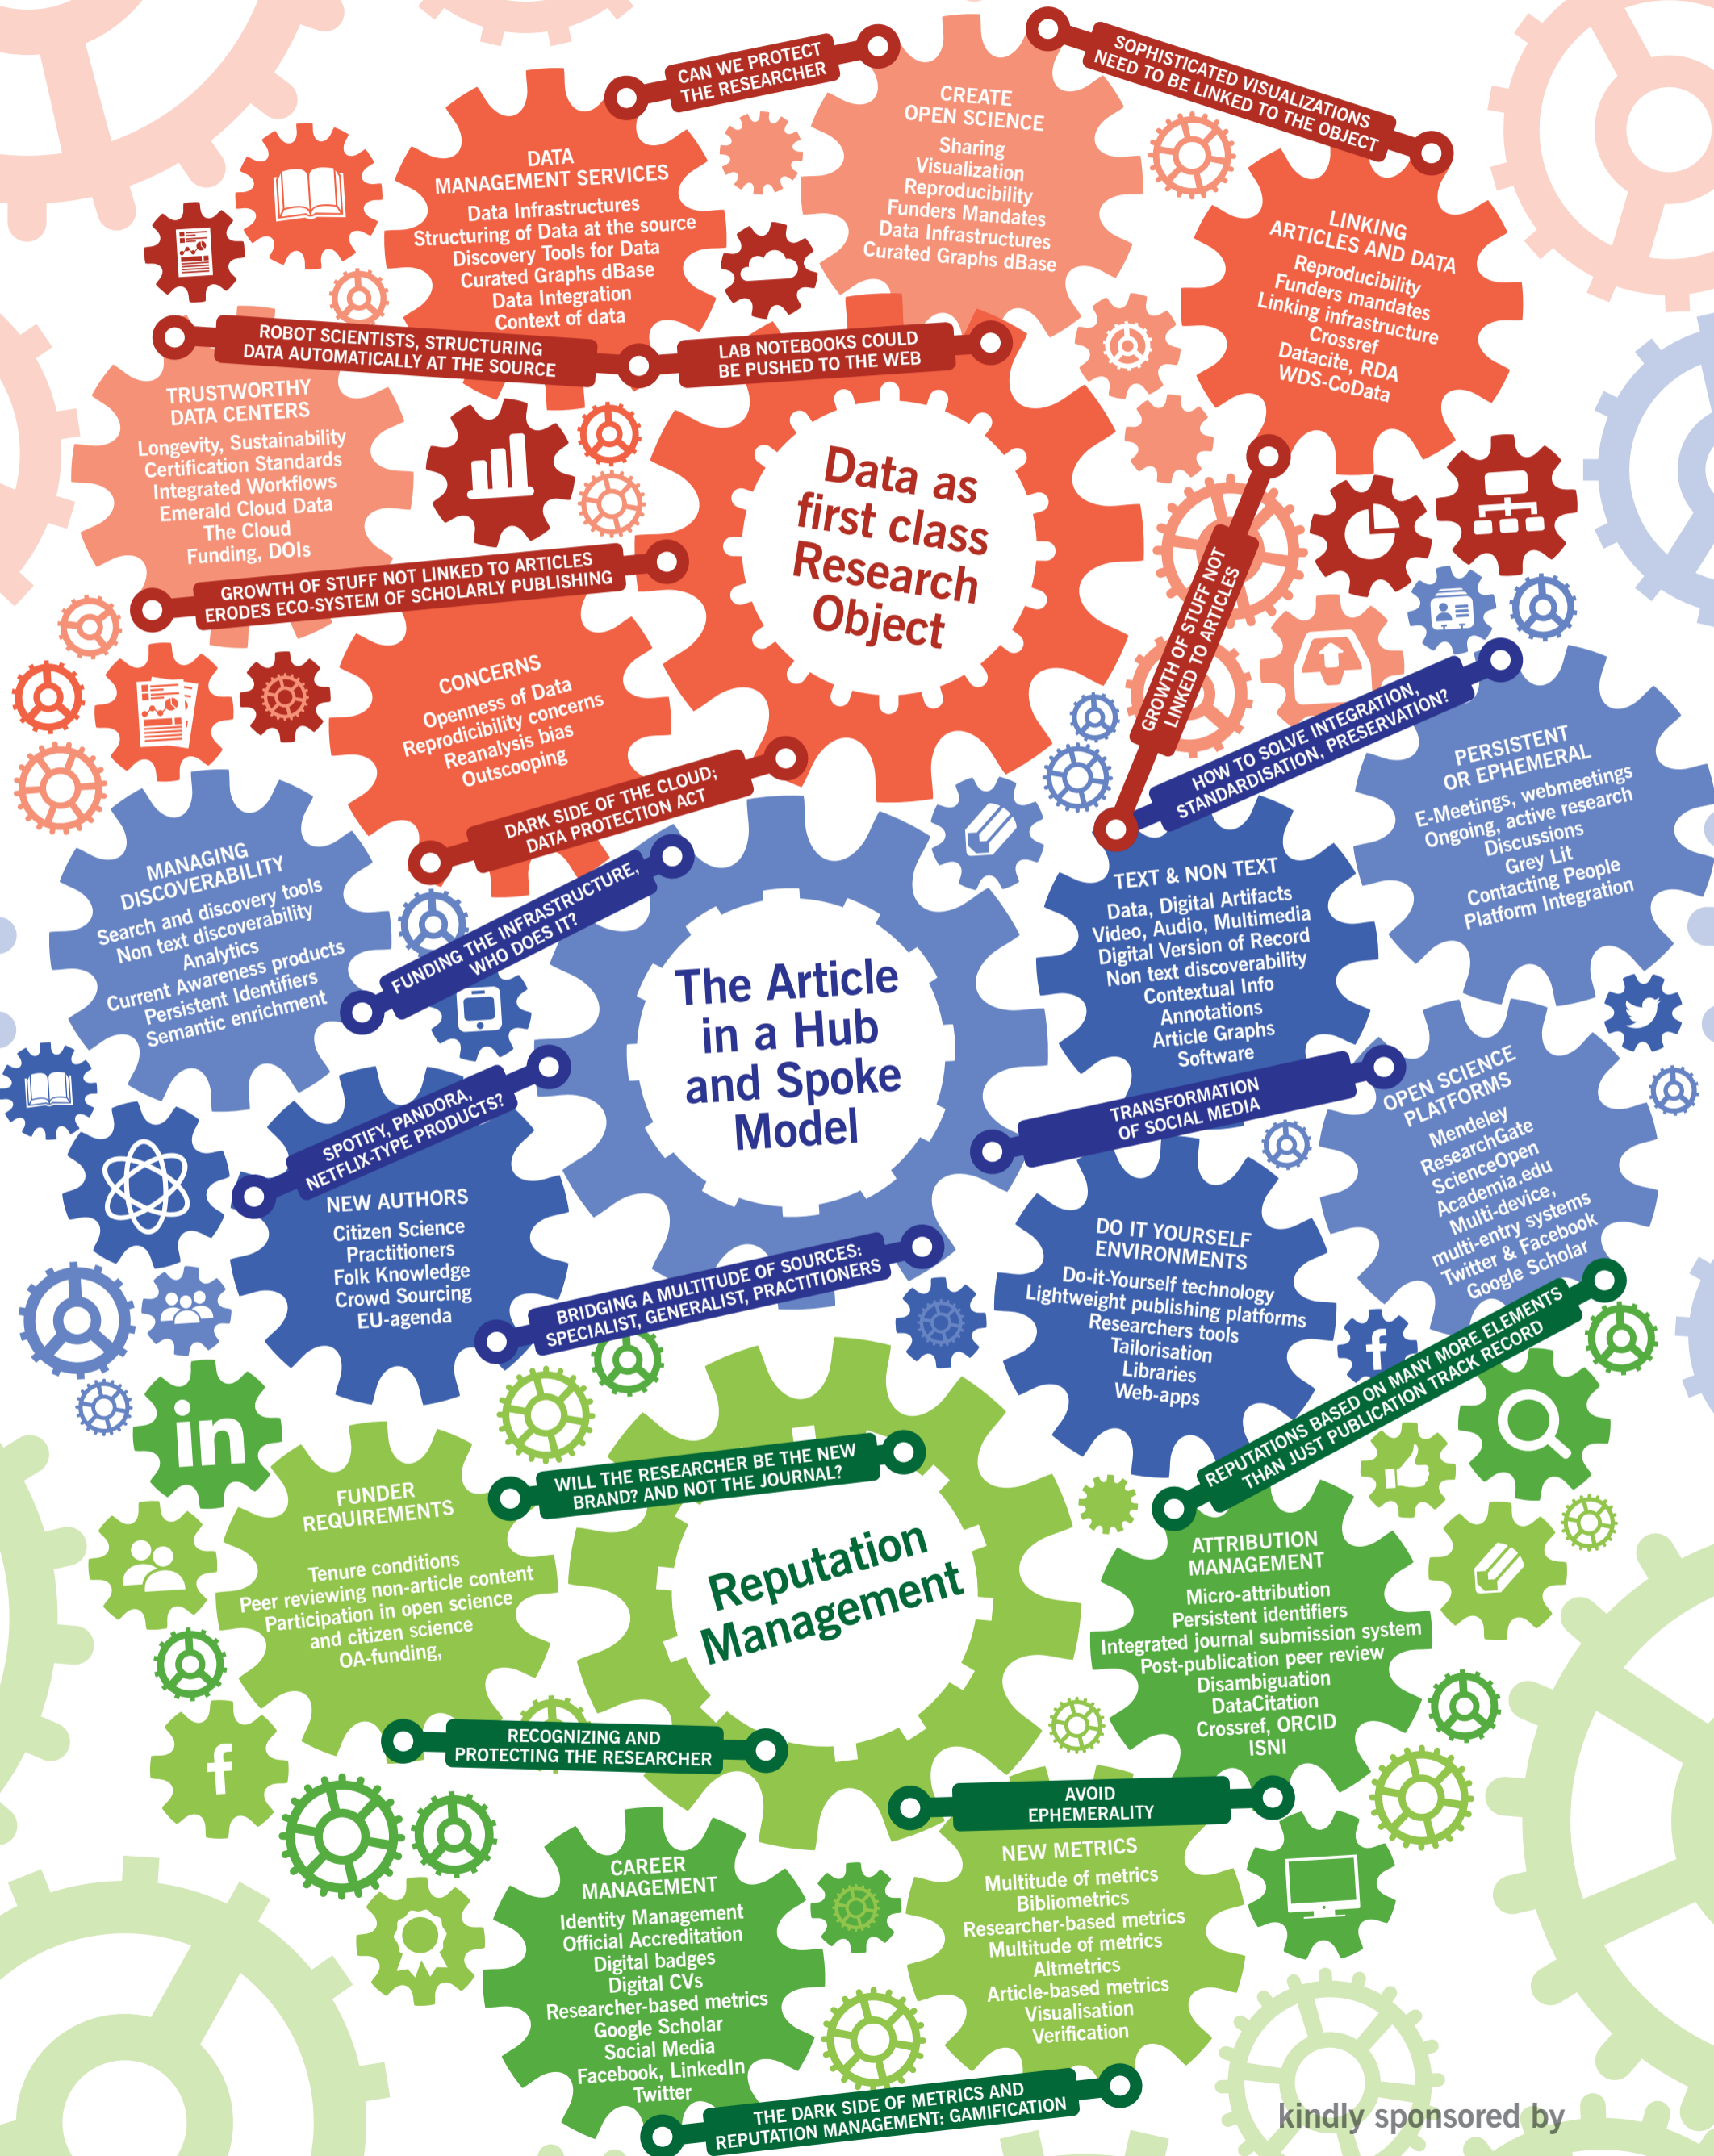 CAN WE PROTECT
THE RESEARCHER
SOPHISTICATED VISUALIZATIONS
NEED TO BE LINKED TO THE OBJECT
DATA
MANAGEMENT SERVICES
Data Infrastructures
Structuring of Data at the source
Discovery Tools for Data
Curated Graphs dBase
Data Integration
Context of data
CREATE
OPEN SCIENCE
Sharing
Visualization
Reproducibility
Funders Mandates
Data Infrastructures
Curated Graphs dBase
LINKING
ARTICLES AND DATA
Reproducibility
Funders mandates
Linking infrastructure
Crossref
Datacite, RDA
WDS-CoData
ROBOT SCIENTISTS, STRUCTURING
DATA AUTOMATICALLY AT THE SOURCE
LAB NOTEBOOKS COULD
BE PUSHED TO THE WEB
TRUSTWORTHY
DATA CENTERS
Longevity, Sustainability
Certification Standards
Integrated Workflows
Emerald Cloud Data
The Cloud
Funding, DOIs
Data as
first class
Research
Object
GROWTH OF STUFF NOT LINKED TO ARTICLES
ERODES ECO-SYSTEM OF SCHOLARLY PUBLISHING
GROWTH OF STUFF NOT
LINKED TO ARTICLES
CONCERNS
Openness of Data
Reprodicibility concerns
Reanalysis bias
Outscooping
DARK SIDE OF THE CLOUD;
DATA PROTECTION ACT
HOW TO SOLVE INTEGRATION,
STANDARDISATION, PRESERVATION?
PERSISTENT
OR EPHEMERAL
E-Meetings, webmeetings
Ongoing, active research
Discussions
Grey Lit
Contacting People
Platform Integration
MANAGING
DISCOVERABILITY
Search and discovery tools
Non text discoverability
Analytics
Current Awareness products
Persistent Identifiers
Semantic enrichment
FUNDING THE INFRASTRUCTURE,
WHO DOES IT?
TEXT & NON TEXT
Data, Digital Artifacts
Video, Audio, Multimedia
Digital Version of Record
Non text discoverability
Contextual Info
Annotations
Article Graphs
Software
The Article
in a Hub
and Spoke
Model
SPOTIFY, PANDORA,
NETFLIX-TYPE PRODUCTS?
TRANSFORMATION
OF SOCIAL MEDIA
OPEN SCIENCE
PLATFORMS
Mendeley
ResearchGate
ScienceOpen
Academia.edu
Multi-device,
multi-entry systems
Twitter & Facebook
Google Scholar
NEW AUTHORS
Citizen Science
Practitioners
Folk Knowledge
Crowd Sourcing
EU-agenda
DO IT YOURSELF
ENVIRONMENTS
Do-it-Yourself technology
Lightweight publishing platforms
Researchers tools
Tailorisation
Libraries
Web-apps
BRIDGING A MULTITUDE OF SOURCES:
SPECIALIST, GENERALIST, PRACTITIONERS
f
REPUTATIONS BASED ON MANY MORE ELEMENTS
THAN JUST PUBLICATION TRACK RECORD
in
WILL THE RESEARCHER BE THE NEW
BRAND? AND NOT THE JOURNAL?
FUNDER
REQUIREMENTS
Tenure conditions
Peer reviewing non-article content
Participation in open science
and citizen science
OA-funding,
Reputation
Management
ATTRIBUTION
MANAGEMENT
Micro-attribution
Persistent identifiers
Integrated journal submission system
Post-publication peer review
Disambiguation
DataCitation
Crossref, ORCID
ISNI
f
RECOGNIZING AND
PROTECTING THE RESEARCHER
AVOID
EPHEMERALITY
CAREER
MANAGEMENT
Identity Management
Official Accreditation
Digital badges
Digital CVs
Researcher-based metrics
Google Scholar
Social Media
Facebook, LinkedIn
Twitter
NEW METRICS
Multitude of metrics
Bibliometrics
Researcher-based metrics
Multitude of metrics
Altmetrics
Article-based metrics
Visualisation
Verification
THE DARK SIDE OF METRICS AND
REPUTATION MANAGEMENT: GAMIFICATION
kindly sponsored by